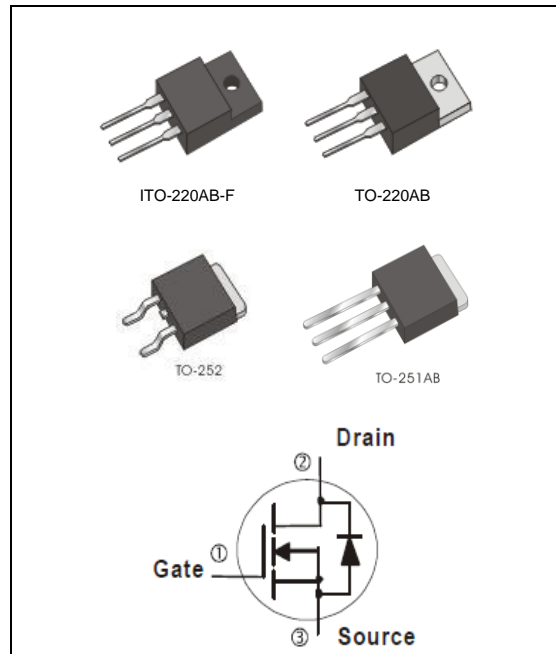 ITO-220AB-F
TO-220AB
TO-252
TO-251AB
Drain
②
①
Gate
③
Source